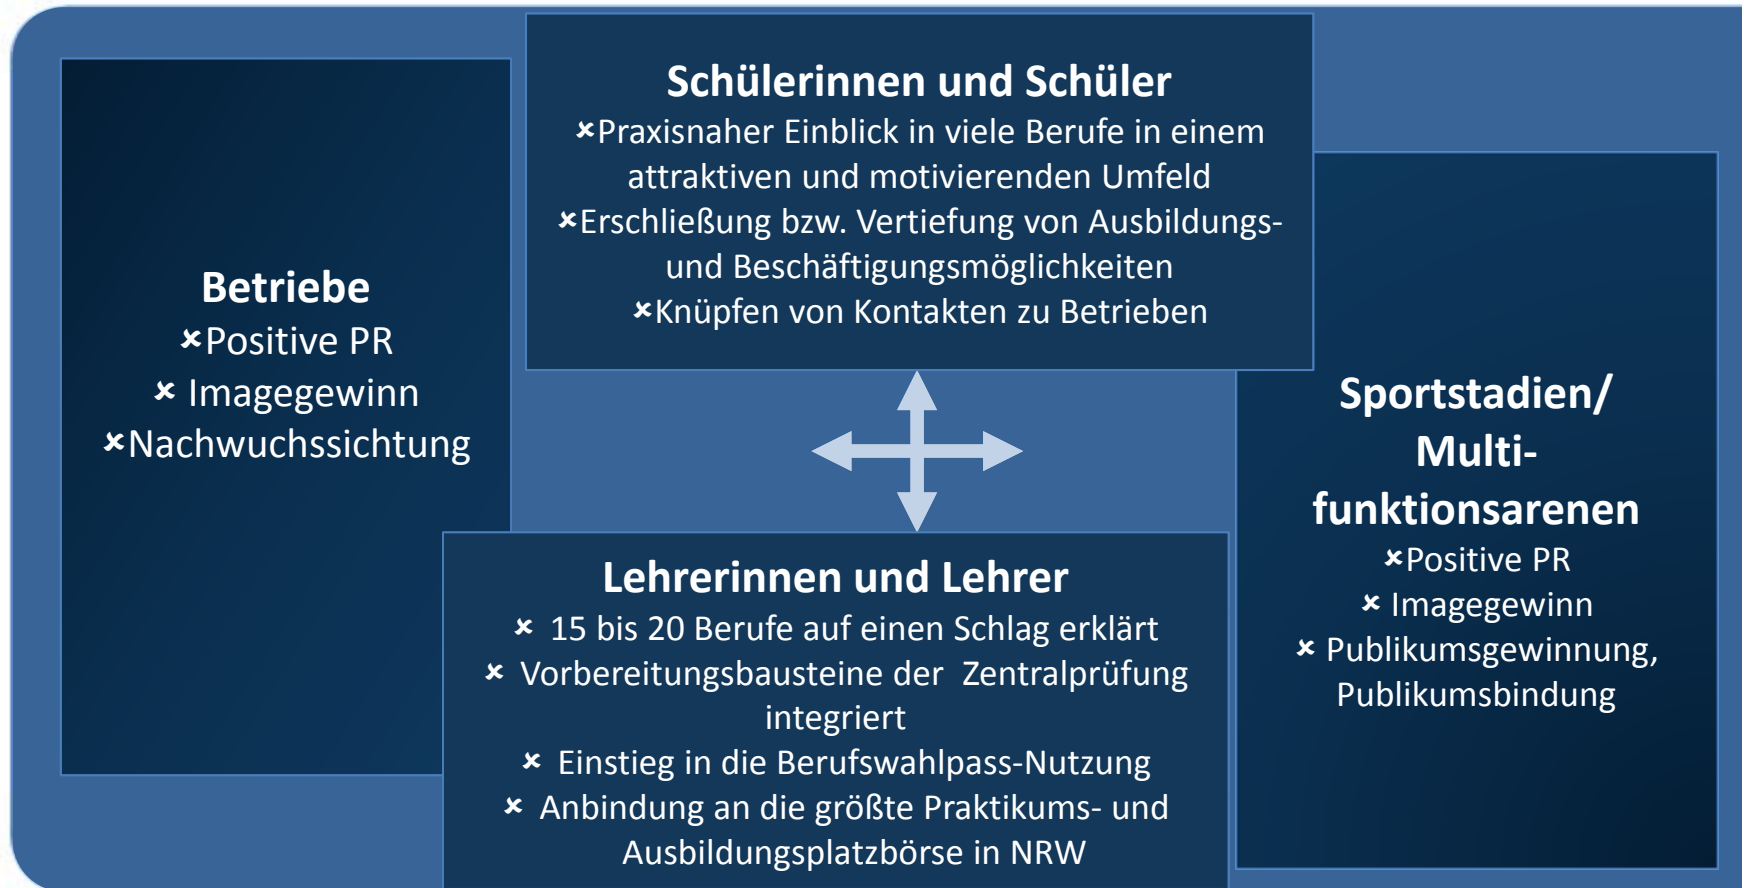 Betriebe
×Positive PR
× Imagegewinn
×Nachwuchssichtung
Schülerinnen und Schüler
×Praxisnaher Einblick in viele Berufe in einem
attraktiven und motivierenden Umfeld
×Erschließung bzw. Vertiefung von Ausbildungs-
und Beschäftigungsmöglichkeiten
×Knüpfen von Kontakten zu Betrieben
Lehrerinnen und Lehrer
× 15 bis 20 Berufe auf einen Schlag erklärt
× Vorbereitungsbausteine der Zentralprüfung
integriert
× Einstieg in die Berufswahlpass-Nutzung
× Anbindung an die größte Praktikums- und
Ausbildungsplatzbörse in NRW
Sportstadien/
Multi-
funktionsarenen
×Positive PR
× Imagegewinn
× Publikumsgewinnung,
Publikumsbindung